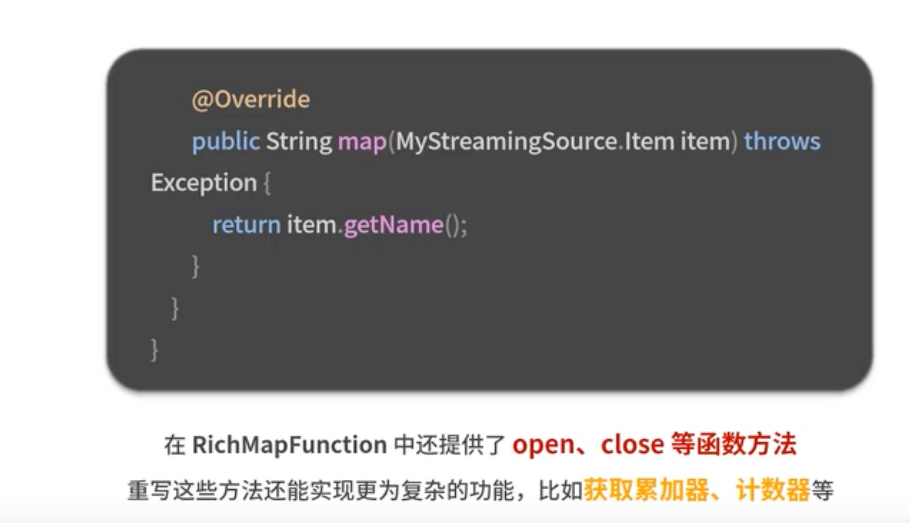 @Override
public String map(MyStreamingSource.Item item) throws
Exception {
return item.getName();
}
}
}
在 RichMapFunction 中还提供了 open、close 等函数方法
重写这些方法还能实现更为复杂的功能，比如获取累加器、计数器等